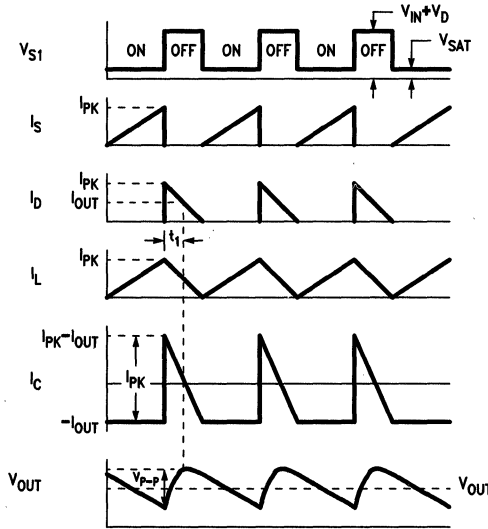 V_IN+V_D
ON OFF ON OFF ON OFF
V_SAT
V_S1
I_PK
I_S
I_PK
I_OUT
I_D
t_1
I_PK
I_L
I_PK-I_OUT
I_PK
I_C
-I_OUT
V_P-P
V_OUT
V_OUT